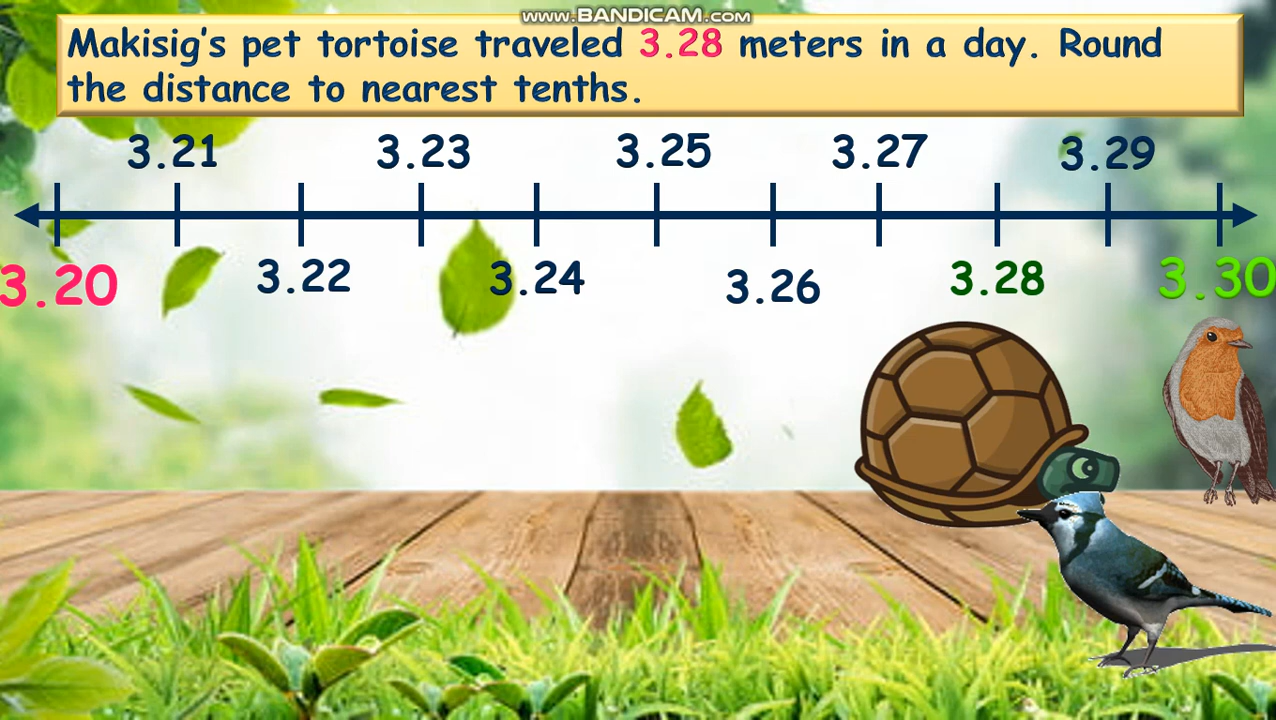 www.BANDICAM.com
Makisig's pet tortoise traveled 3.28 meters in a day. Round
the distance to nearest tenths.
3.21 3.23 3.25 3.27 3.29
3.20 3.22 3.24 3.26 3.28 3.30